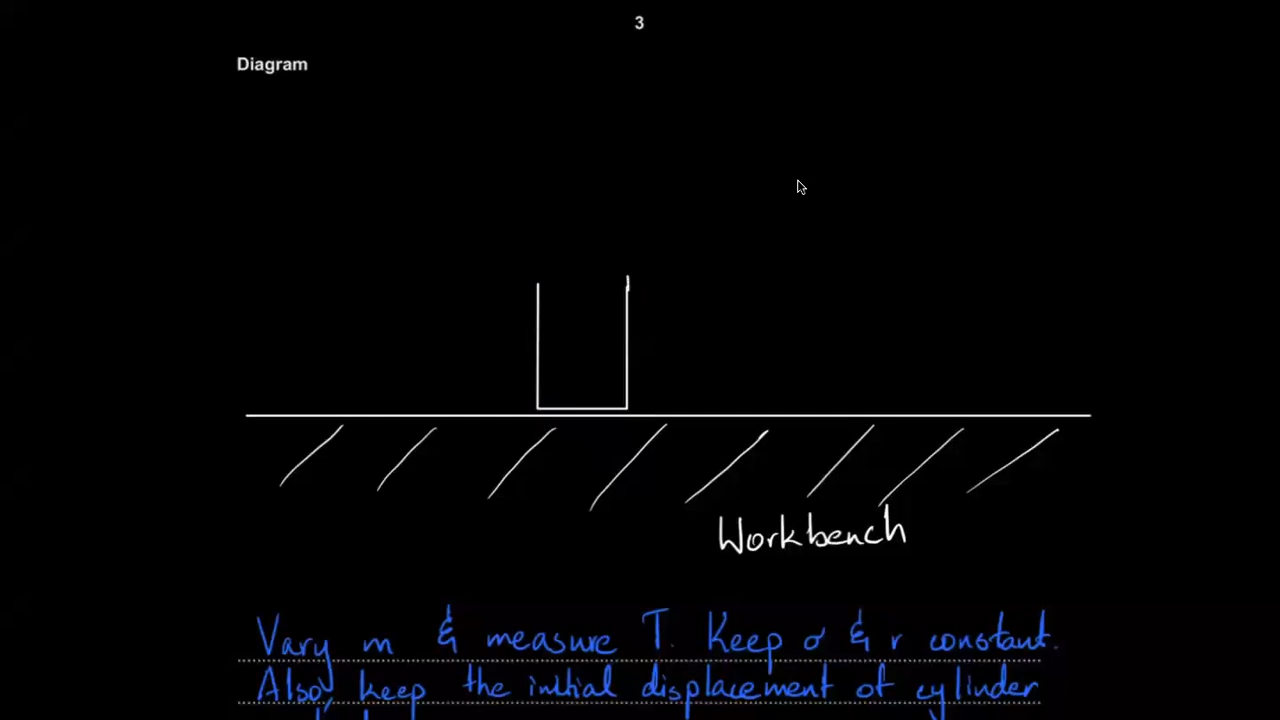 3
Diagram
Workbench
Vary m & measure T. Keep σ & r constant.
Also, keep the initial displacement of cylinder